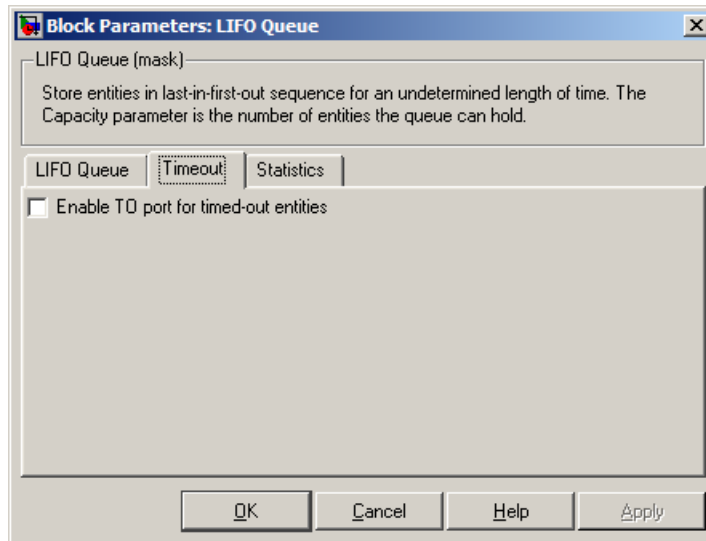 Block Parameters: LIFO Queue
LIFO Queue (mask)
Store entities in last-in-first-out sequence for an undetermined length of time. The
Capacity parameter is the number of entities the queue can hold.
LIFO Queue Timeout Statistics
Enable TO port for timed-out entities
OK Cancel Help Apply